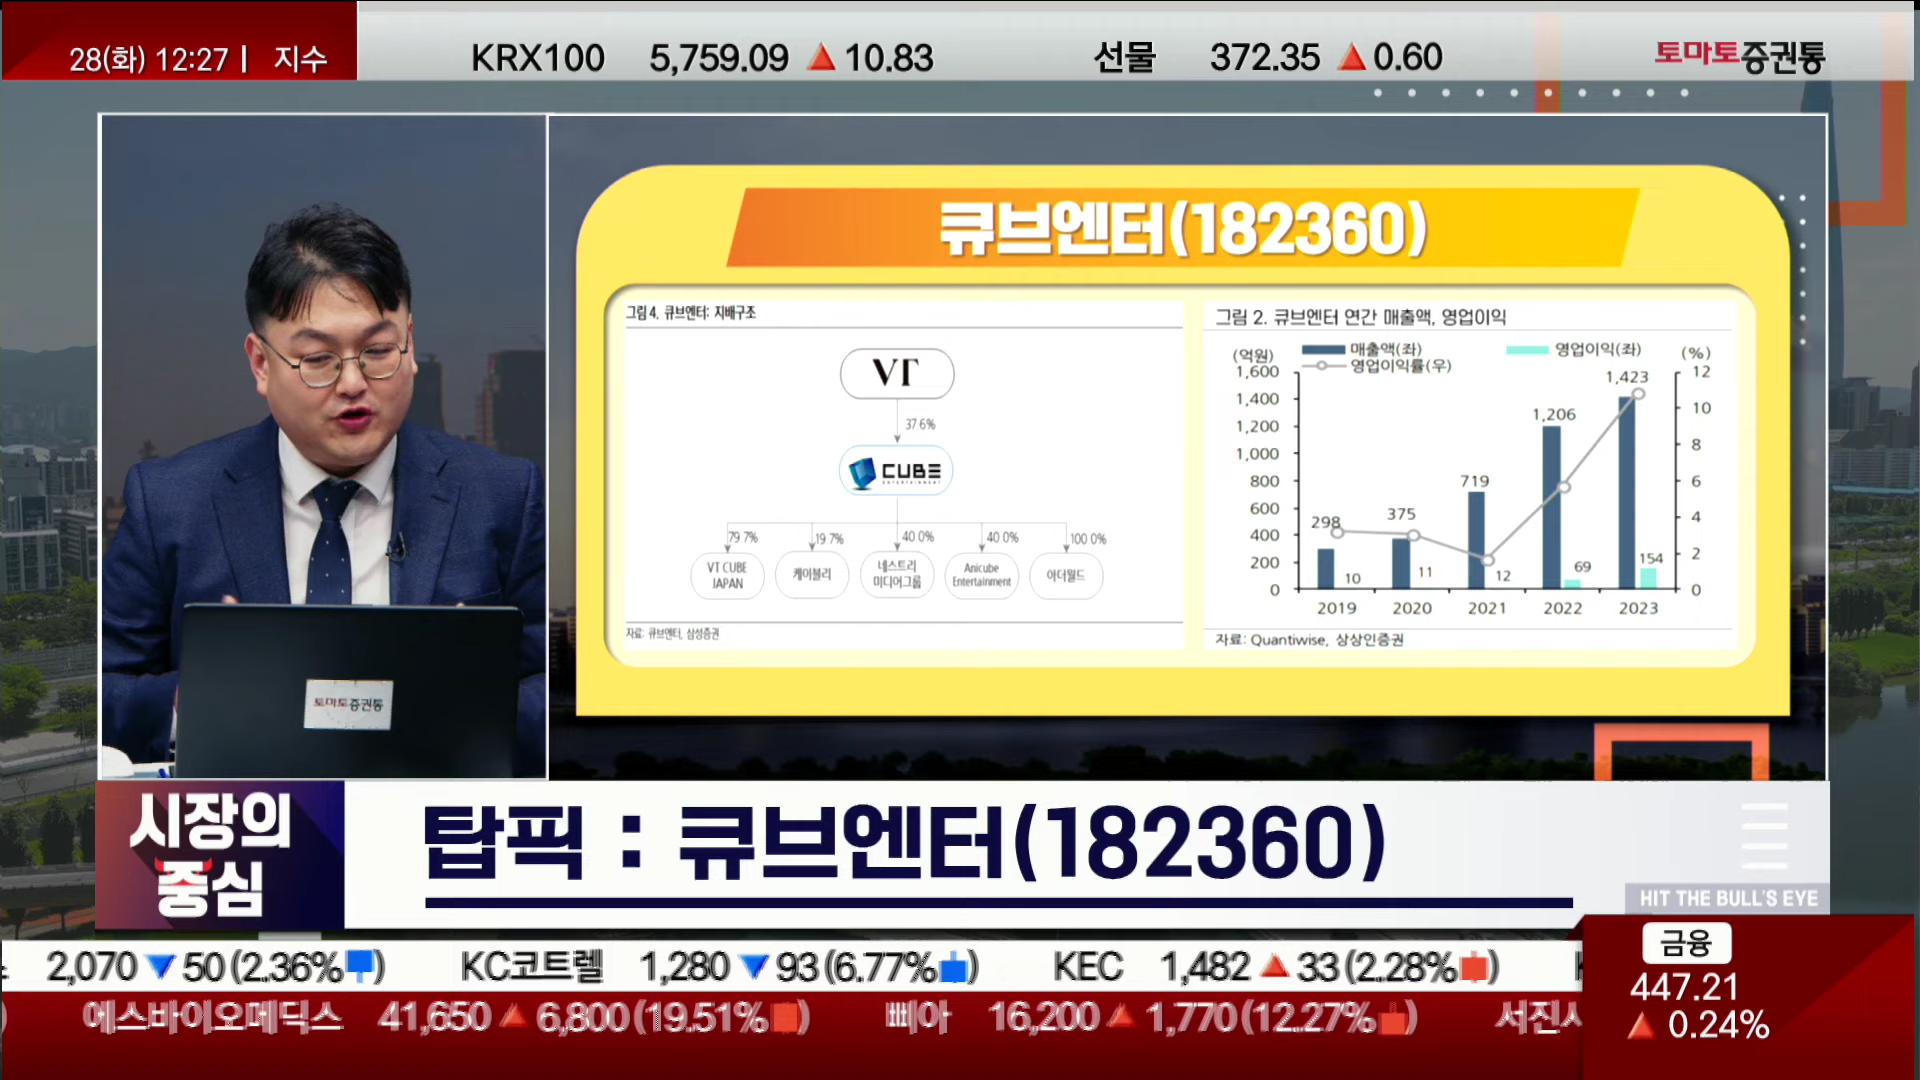 28(화) 12:27 | 지수
KRX100 5,759.09 ▲ 10.83 선물 372.35 ▲ 0.60
토마토증권통
큐브엔터(182360)
그림 4. 큐브엔터: 지배구조
VT
37.6%
CUBE
ENTERTAINMENT
79.7% 19.7% 40.0% 40.0% 100.0%
VT CUBE JAPAN
케이블리
네스트리 미디어그룹
Anicube Entertainment
아더월드
자료: 큐브엔터, 삼성증권
그림 2. 큐브엔터 연간 매출액, 영업이익
(억원) 매출액(좌) 영업이익(좌) (%)
영업이익률(우)
1,600 12
1,400 10
1,200 8
1,000
800 6
600 4
400
200 2
0 0
298 375 719 1,206 1,423
10 11 12 69 154
2019 2020 2021 2022 2023
자료: Quantiwise, 상상인증권
토마토증권통
시장의
중심
탑픽 : 큐브엔터(182360)
HIT THE BULL'S EYE
2,070 ▼ 50 (2.36%) KC코트렐 1,280 ▼ 93 (6.77%) KEC 1,482 ▲ 33 (2.28%)
에스바이오메딕스 41,650 ▲ 6,800 (19.51%) 삐아 16,200 ▲ 1,770 (12.27%) 서진시
금융
447.21
▲ 0.24%